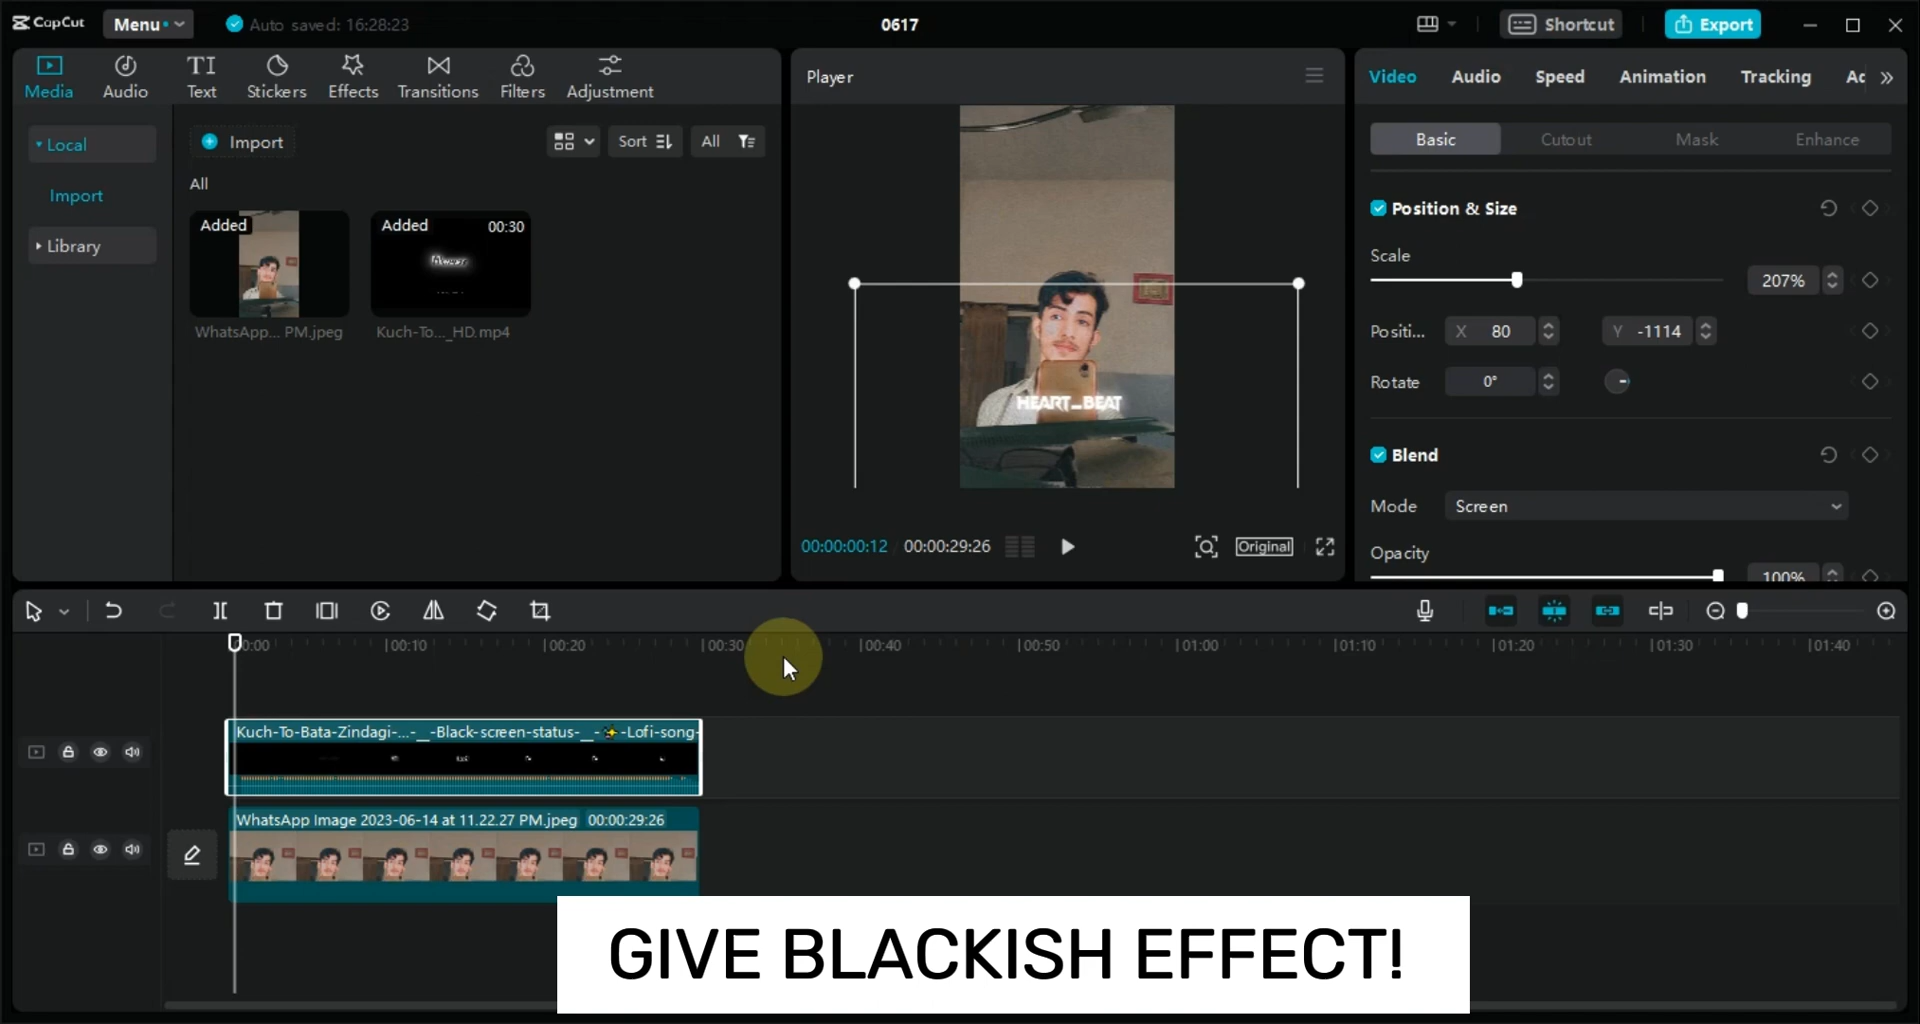 CapCut
Menu
Auto saved: 16:28:23
0617
Shortcut
Export
Media
Audio
Text
Stickers
Effects
Transitions
Filters
Adjustment
Local
Import
Library
Import
Sort
All
All
Added
Added
00:30
WhatsApp... PM.jpeg
Kuch-To..._HD.mp4
Player
HEART_BEAT
00:00:00:12
00:00:29:26
Original
Video
Audio
Speed
Animation
Tracking
Basic
Cutout
Mask
Enhance
Position & Size
Scale
207%
Positi...
X 80
Y -1114
Rotate
0°
Blend
Mode
Screen
Opacity
100%
00:00
00:10
00:20
00:30
00:40
00:50
01:00
01:10
01:20
01:30
01:40
Kuch-To-Bata-Zindagi-...-__-Black-screen-status-__-✨-Lofi-song-
WhatsApp Image 2023-06-14 at 11.22.27 PM.jpeg 00:00:29:26
GIVE BLACKISH EFFECT!